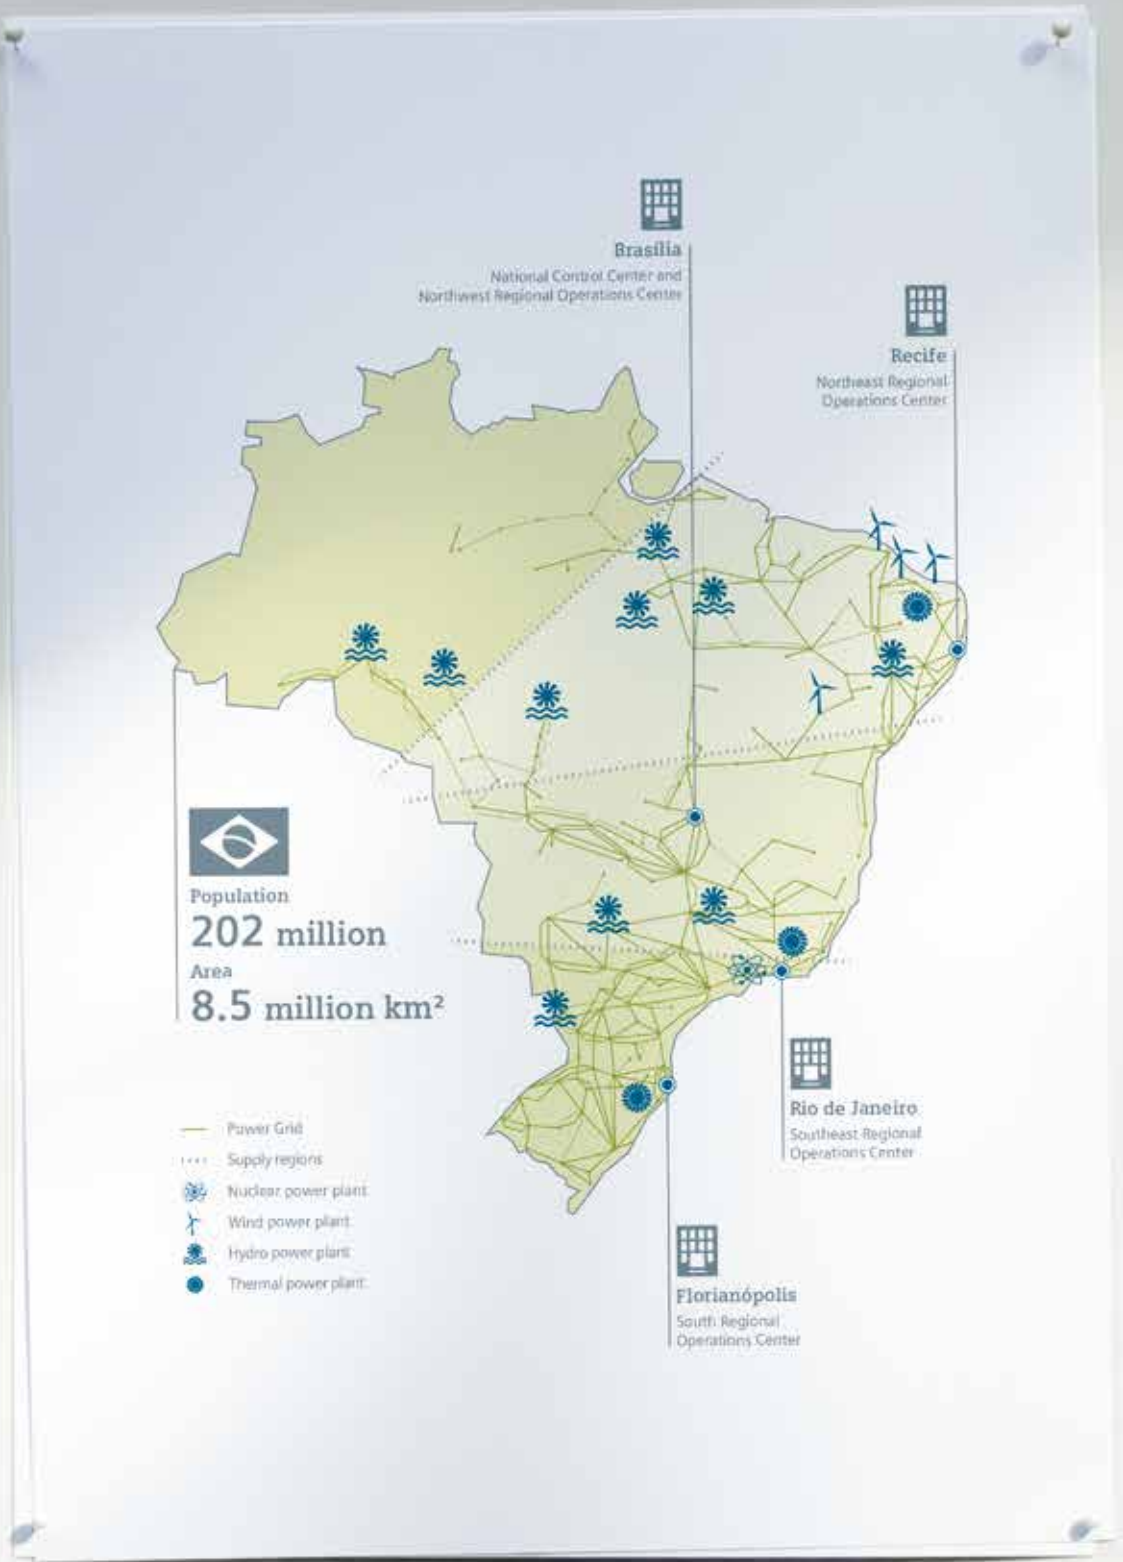 Brasília
National Control Center and
Northwest Regional Operations Center
Recife
Northeast Regional
Operations Center
Population
202 million
Area
8.5 million km²
Power Grid
Supply regions
Nuclear power plant
Wind power plant
Hydro power plant
Thermal power plant
Rio de Janeiro
Southeast Regional
Operations Center
Florianópolis
South Regional
Operations Center